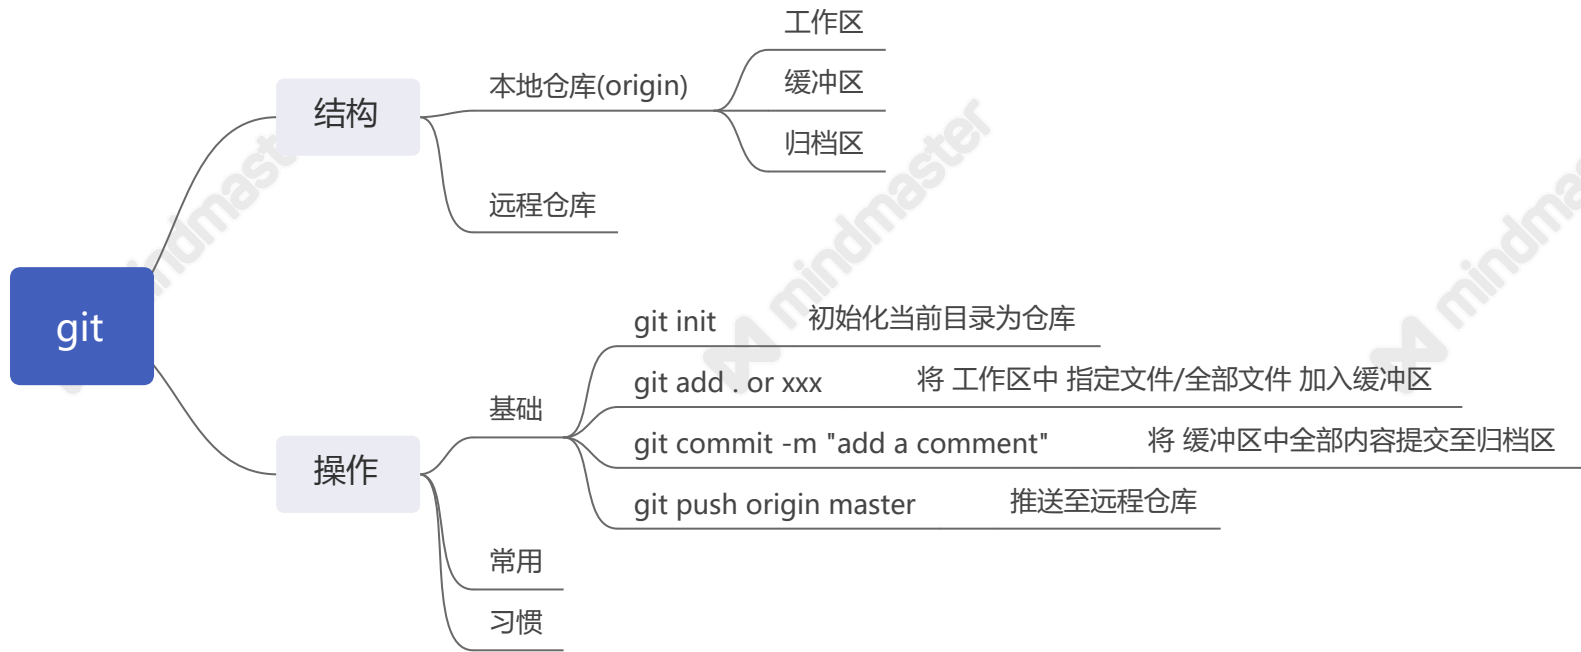 git
结构
本地仓库(origin)
工作区
缓冲区
归档区
远程仓库
操作
基础
git init 初始化当前目录为仓库
git add . or xxx 将 工作区中 指定文件/全部文件 加入缓冲区
git commit -m "add a comment" 将 缓冲区中全部内容提交至归档区
git push origin master 推送至远程仓库
常用
习惯
mindmaster
mindmaster
mindmaster